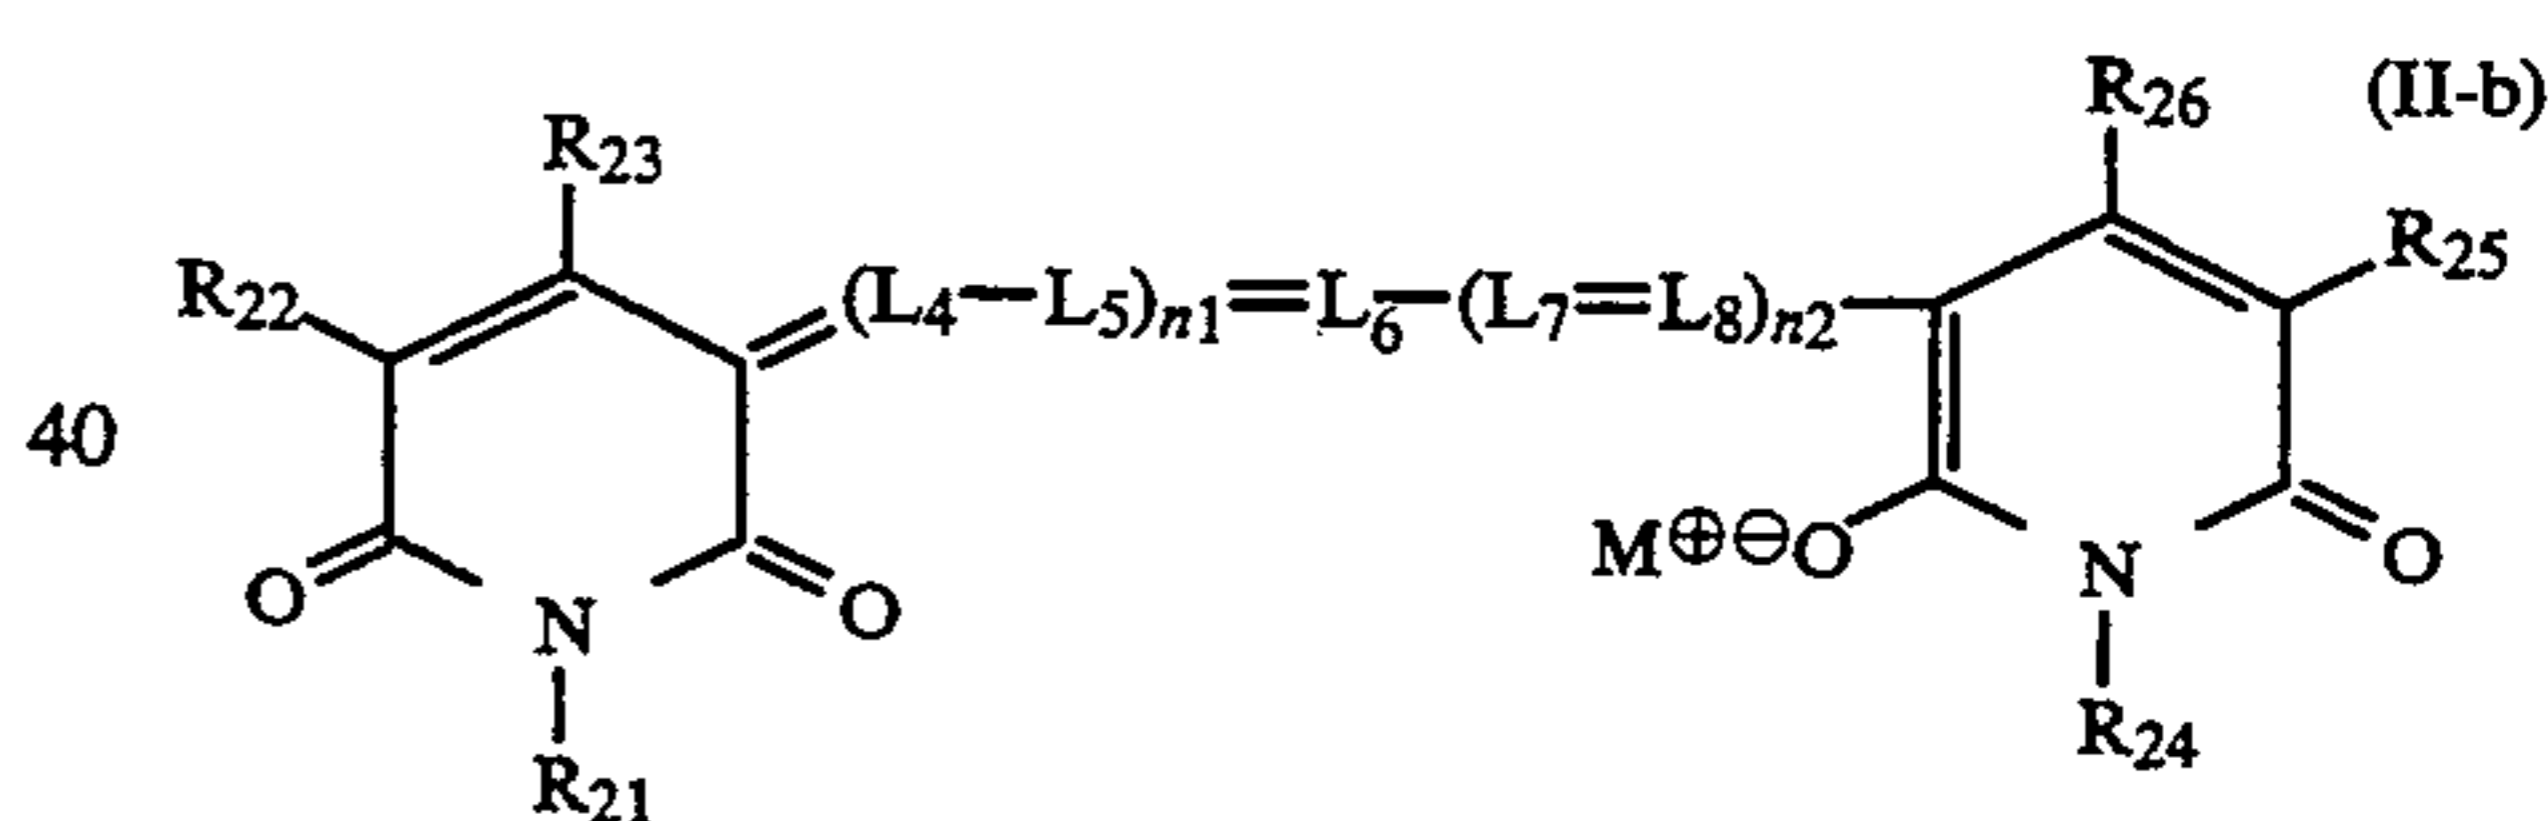 R26 (II-b)
R23
R22 (L4—L5)n1=L6—(L7=L8)n2 R25
40
O N O M⊕⊖O N O
R21 R24